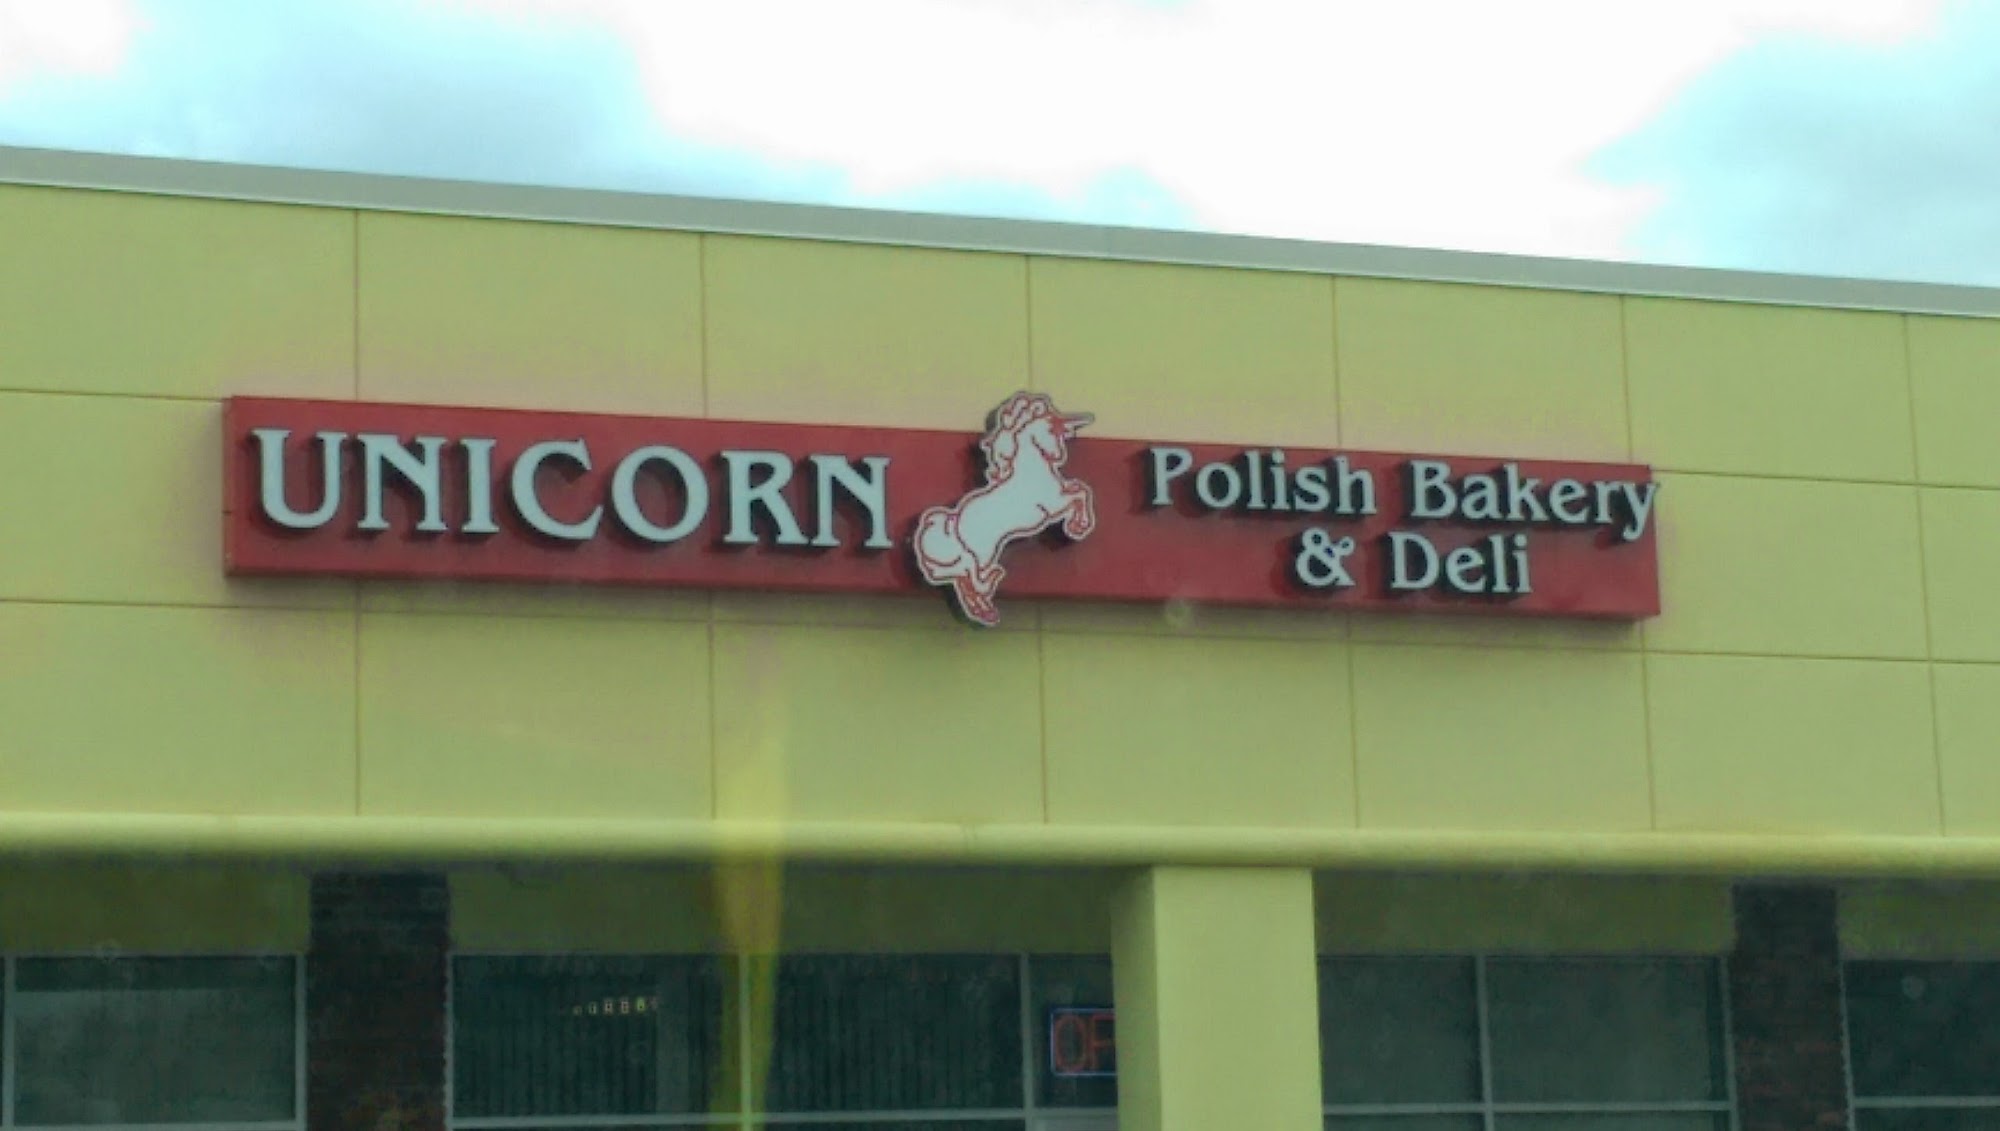 UNICORN
Polish Bakery
& Deli